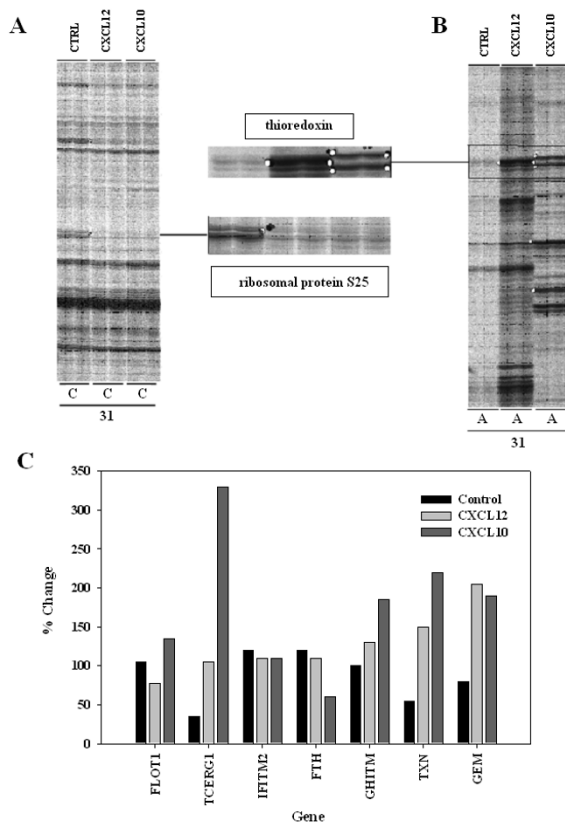 A
CTRL
CXCL12
CXCL10
B
CTRL
CXCL12
CXCL10
thioredoxin
ribosomal protein S25
C C C
31
A A A
31
C
350
300
250
200
150
100
50
0
% Change
Control
CXCL12
CXCL10
FLOT1
TCERG1
IFITM2
FTH
GHITM
TXN
GEM
Gene